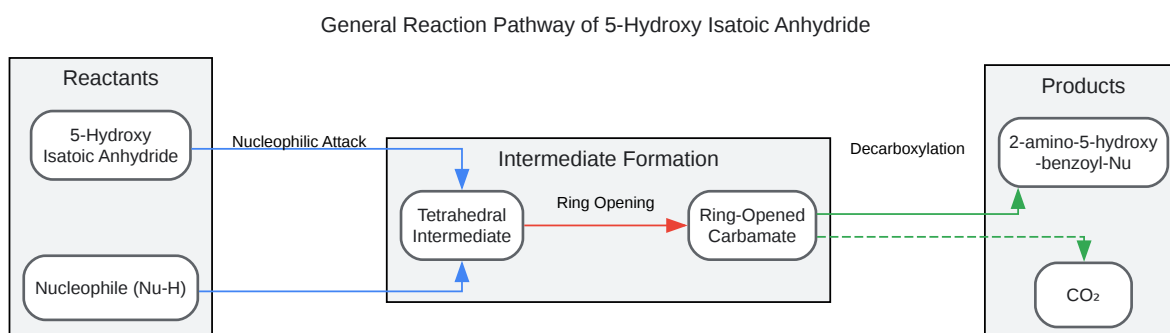 General Reaction Pathway of 5-Hydroxy Isatoic Anhydride
Reactants
5-Hydroxy
Isatoic Anhydride
Nucleophile (Nu-H)
Nucleophilic Attack
Intermediate Formation
Tetrahedral
Intermediate
Ring Opening
Ring-Opened
Carbamate
Decarboxylation
Products
2-amino-5-hydroxy
-benzoyl-Nu
CO₂